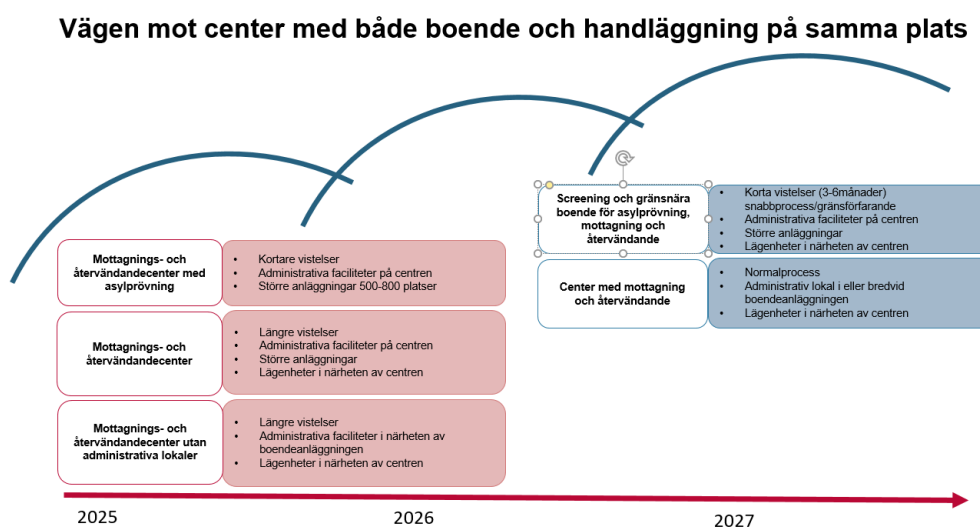 Vägen mot center med både boende och handläggning på samma plats
Screening och gränsnära
boende för asylprövning,
mottagning och
återvändande
• Korta vistelser (3-6månader)
snabbprocess/gränsförfarande
• Administrativa faciliteter på centren
• Större anläggningar
• Lägenheter i närheten av centren
Mottagnings- och
återvändandecenter med
asylprövning
• Kortare vistelser
• Administrativa faciliteter på centren
• Större anläggningar 500-800 platser
Center med mottagning
och återvändande
• Normalprocess
• Administrativ lokal i eller bredvid
boendeanläggningen
• Lägenheter i närheten av centren
Mottagnings- och
återvändandecenter
• Längre vistelser
• Administrativa faciliteter på centren
• Större anläggningar
• Lägenheter i närheten av centren
Mottagnings- och
återvändandecenter utan
administrativa lokaler
• Längre vistelser
• Administrativa faciliteter i närheten av
boendeanläggningen
• Lägenheter i närheten av centren
2025
2026
2027